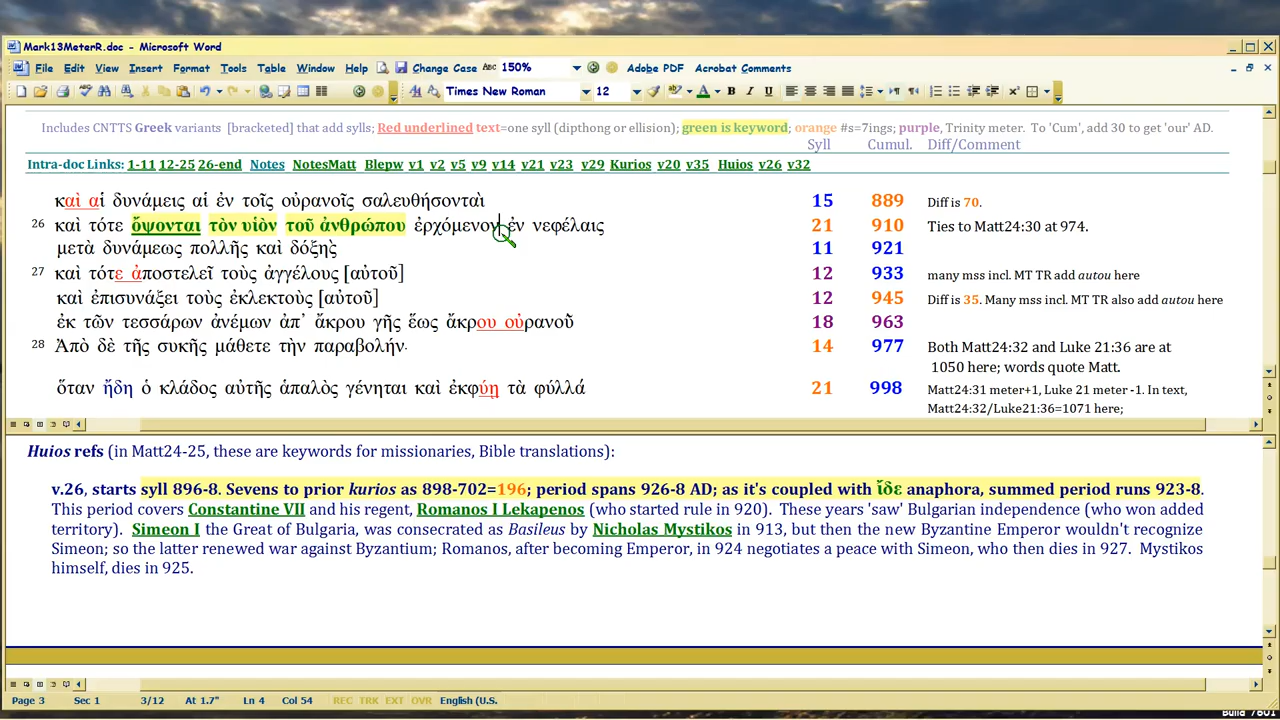 Mark13MeterR.doc - Microsoft Word
File Edit View Insert Format Tools Table Window Help Change Case 150% Adobe PDF Acrobat Comments
Times New Roman 12
Includes CNTTS Greek variants [bracketed] that add sylls; Red underlined text=one syll (dipthong or ellision); green is keyword; orange #s=7ings; purple, Trinity meter. To 'Cum', add 30 to get 'our' AD.
Syll Cumul. Diff/Comment
Intra-doc Links: 1-11 12-25 26-end Notes NotesMatt Blepw v1 v2 v5 v9 v14 v21 v23 v29 Kurios v20 v35 Huios v26 v32
καὶ αἱ δυνάμεις αἱ ἐν τοῖς οὐρανοῖς σαλευθήσονταὶ 15 889 Diff is 70.
26 καὶ τότε ὄψονται τὸν υἱὸν τοῦ ἀνθρώπου ἐρχόμενον ἐν νεφέλαις 21 910 Ties to Matt24:30 at 974.
μετὰ δυνάμεως πολλῆς καὶ δόξης̀ 11 921
27 καὶ τότε ἀποστελεῖ τοὺς ἀγγέλους [αὐτοῦ] 12 933 many mss incl. MT TR add autou here
καὶ ἐπισυνάξει τοὺς ἐκλεκτοὺς [αὐτοῦ] 12 945 Diff is 35. Many mss incl. MT TR also add autou here
ἐκ τῶν τεσσάρων ἀνέμων ἀπ᾽ ἄκρου γῆς ἕως ἄκρου οὐρανοῦ 18 963
28 Ἀπὸ δὲ τῆς συκῆς μάθετε τὴν παραβολήν· 14 977 Both Matt24:32 and Luke 21:36 are at
1050 here; words quote Matt.
ὅταν ἤδη ὁ κλάδος αὐτῆς ἁπαλὸς γένηται καὶ ἐκφύῃ τὰ φύλλά 21 998 Matt24:31 meter+1, Luke 21 meter -1. In text,
Matt24:32/Luke21:36=1071 here;
Huios refs (in Matt24-25, these are keywords for missionaries, Bible translations):
v.26, starts syll 896-8. Sevens to prior kurios as 898-702=196; period spans 926-8 AD; as it's coupled with ἴδε anaphora, summed period runs 923-8.
This period covers Constantine VII and his regent, Romanos I Lekapenos (who started rule in 920). These years 'saw' Bulgarian independence (who won added
territory). Simeon I the Great of Bulgaria, was consecrated as Basileus by Nicholas Mystikos in 913, but then the new Byzantine Emperor wouldn't recognize
Simeon; so the latter renewed war against Byzantium; Romanos, after becoming Emperor, in 924 negotiates a peace with Simeon, who then dies in 927. Mystikos
himself, dies in 925.
Page 3 Sec 1 3/12 At 1.7" Ln 4 Col 54 REC TRK EXT OVR English (U.S.
Build 7601